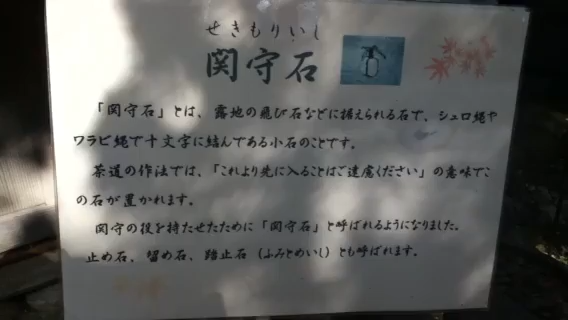 せきもりいし
関守石
「関守石」とは、露地の飛び石などに据えられる石で、シュロ縄や
ワラビ縄で十文字に結んである小石のことです。
茶道の作法では、「これより先に入ることはご遠慮ください」の意味でこ
の石が置かれます。
関守の役を持たせたために「関守石」と呼ばれるようになりました。
止め石、留め石、踏止石（ふみとめいし）とも呼ばれます。